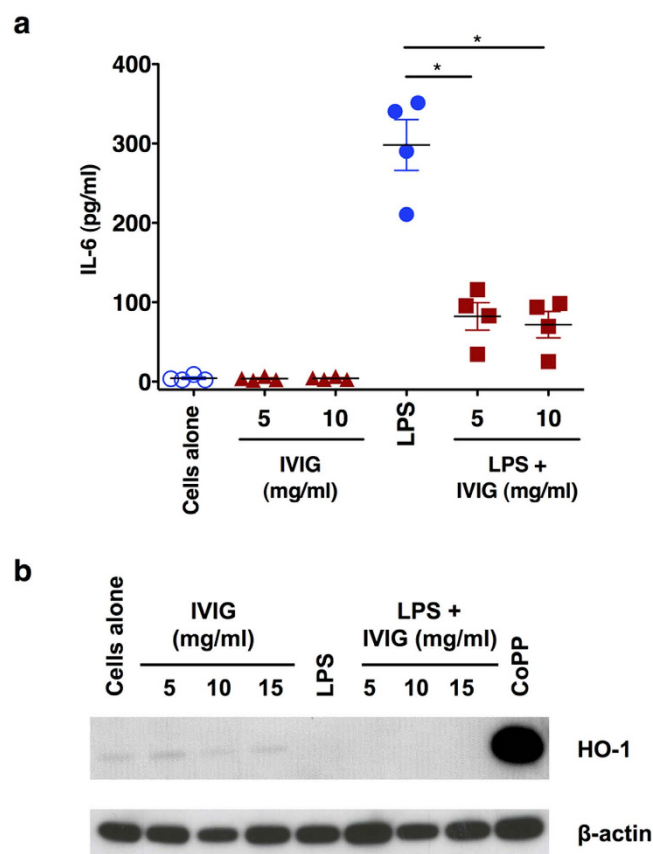 a
*
*
400
300
200
100
0
IL-6 (pg/ml)
Cells alone
5
10
LPS
5
10
IVIG
(mg/ml)
LPS +
IVIG (mg/ml)
b
Cells alone
IVIG
(mg/ml)
5
10
15
LPS
LPS +
IVIG (mg/ml)
5
10
15
CoPP
HO-1
β-actin